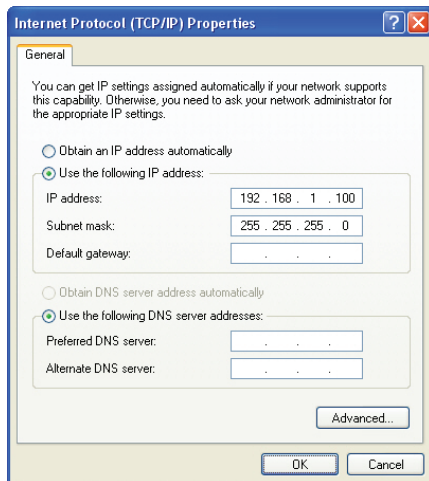 Internet Protocol (TCP/IP) Properties
General
You can get IP settings assigned automatically if your network supports
this capability. Otherwise, you need to ask your network administrator for
the appropriate IP settings.
Obtain an IP address automatically
Use the following IP address:
IP address: 192 . 168 . 1 . 100
Subnet mask: 255 . 255 . 255 . 0
Default gateway: . . .
Obtain DNS server address automatically
Use the following DNS server addresses:
Preferred DNS server: . . .
Alternate DNS server: . . .
Advanced...
OK Cancel